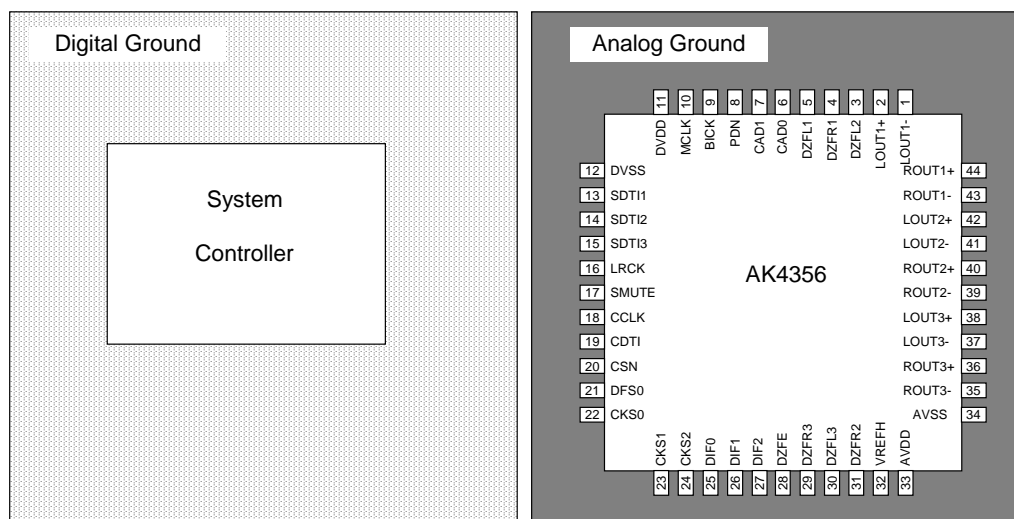 Digital Ground
Analog Ground
System
Controller
AK4356
11 10 9 8 7 6 5 4 3 2 1
DVDD MCLK BICK PDN CAD1 CAD0 DZFL1 DZFR1 DZFL2 LOUT1+ LOUT1-
12 DVSS
13 SDTI1
14 SDTI2
15 SDTI3
16 LRCK
17 SMUTE
18 CCLK
19 CDTI
20 CSN
21 DFS0
22 CKS0
ROUT1+ 44
ROUT1- 43
LOUT2+ 42
LOUT2- 41
ROUT2+ 40
ROUT2- 39
LOUT3+ 38
LOUT3- 37
ROUT3+ 36
ROUT3- 35
AVSS 34
CKS1 CKS2 DIF0 DIF1 DIF2 DZFE DZFR3 DZFL3 DZFR2 VREFH AVDD
23 24 25 26 27 28 29 30 31 32 33